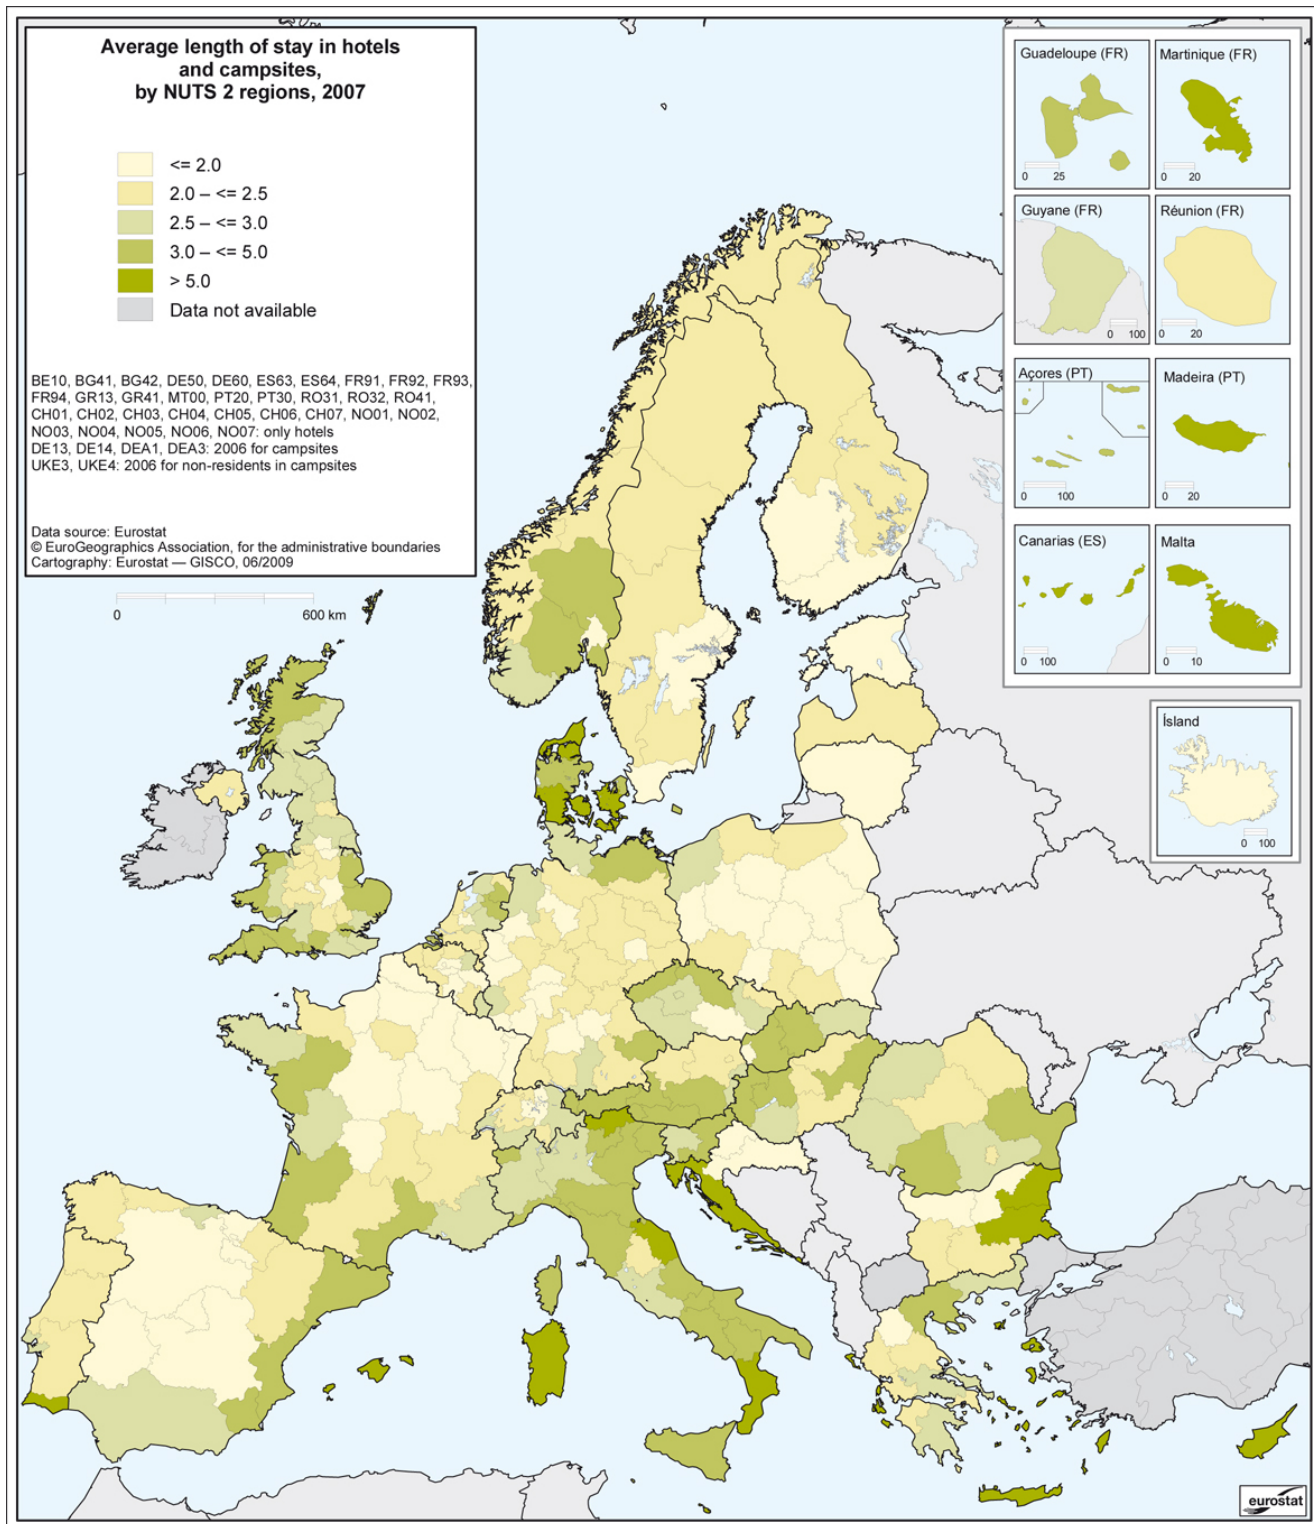 Average length of stay in hotels
and campsites,
by NUTS 2 regions, 2007
<= 2.0
2.0 – <= 2.5
2.5 – <= 3.0
3.0 – <= 5.0
> 5.0
Data not available
BE10, BG41, BG42, DE50, DE60, ES63, ES64, FR91, FR92, FR93,
FR94, GR13, GR41, MT00, PT20, PT30, RO31, RO32, RO41,
CH01, CH02, CH03, CH04, CH05, CH06, CH07, NO01, NO02,
NO03, NO04, NO05, NO06, NO07: only hotels
DE13, DE14, DEA1, DEA3: 2006 for campsites
UKE3, UKE4: 2006 for non-residents in campsites
Data source: Eurostat
© EuroGeographics Association, for the administrative boundaries
Cartography: Eurostat — GISCO, 06/2009
0 600 km
Guadeloupe (FR)
0 25
Martinique (FR)
0 20
Guyane (FR)
0 100
Réunion (FR)
0 20
Açores (PT)
0 100
Madeira (PT)
0 20
Canarias (ES)
0 100
Malta
0 10
Ísland
0 100
eurostat